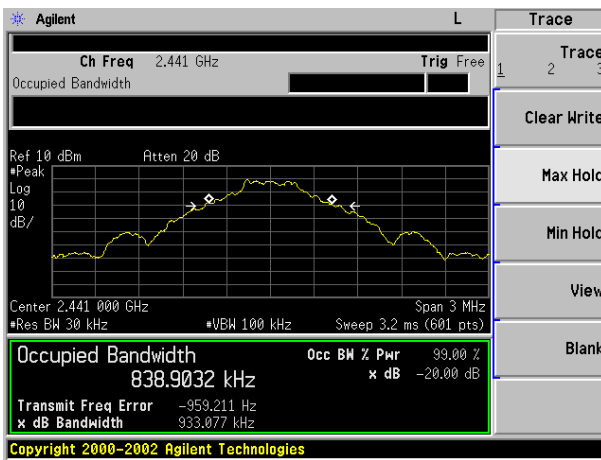 Agilent L Trace
Ch Freq 2.441 GHz Trig Free
Occupied Bandwidth
Trace
1 2 3
Clear Write
Max Hold
Min Hold
View
Blank
Ref 10 dBm Atten 20 dB
#Peak
Log
10
dB/
Center 2.441 000 GHz Span 3 MHz
#Res BW 30 kHz #VBW 100 kHz Sweep 3.2 ms (601 pts)
Occupied Bandwidth Occ BW % Pwr 99.00 %
838.9032 kHz x dB -20.00 dB
Transmit Freq Error -959.211 Hz
x dB Bandwidth 933.077 kHz
Copyright 2000-2002 Agilent Technologies